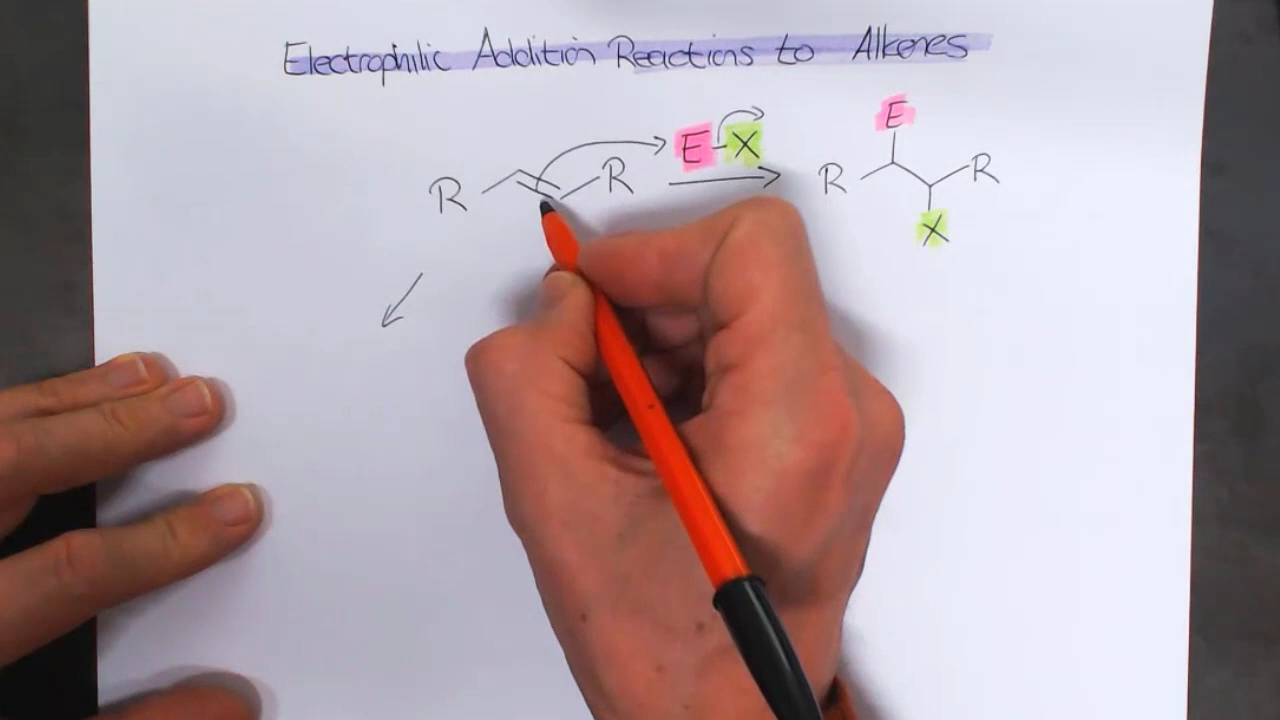 Electrophilic Addition Reactions to Alkenes
E
E-X
R R R R
X